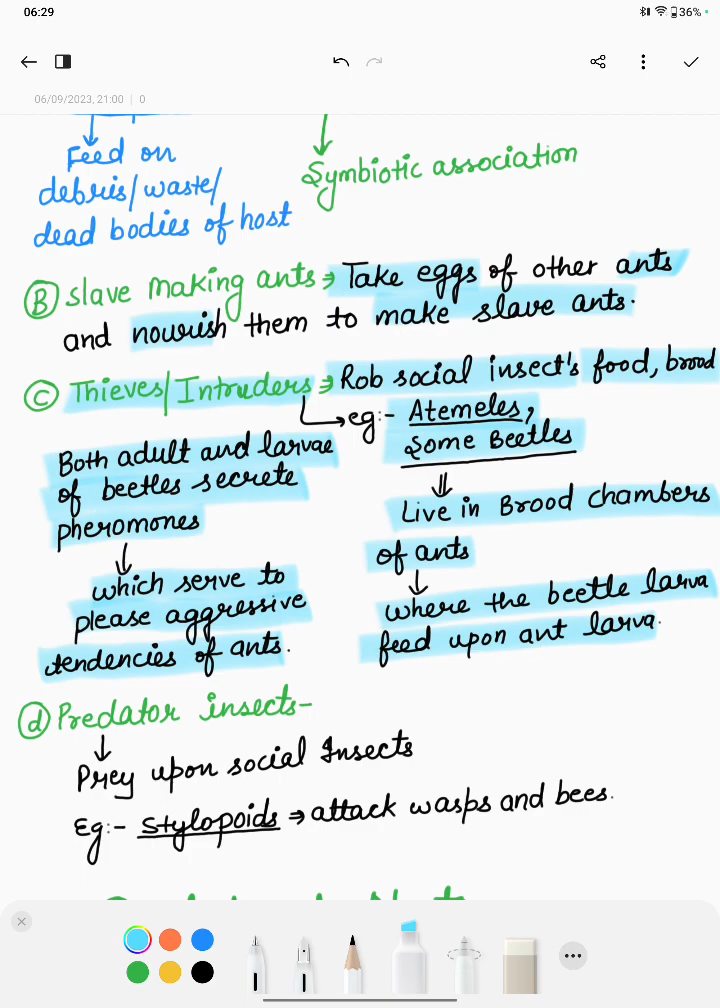 06:29
36%
06/09/2023, 21:00 | 0
Feed on
debris/waste/
dead bodies of host
Symbiotic association
(B) slave making ants ⇒ Take eggs of other ants
and nourish them to make slave ants.
(C) Thieves/Intruders ⇒ Rob social insect's food, brood
→ eg:- Atemeles,
Some Beetles
Both adult and larvae
of beetles secrete
pheromones
↓
which serve to
please aggressive
tendencies of ants.
⇓
Live in Brood chambers
of ants
↓
where the beetle larva
feed upon ant larva.
(d) Predator insects-
↓
Prey upon social Insects
Eg:- stylopoids ⇒ attack wasps and bees.